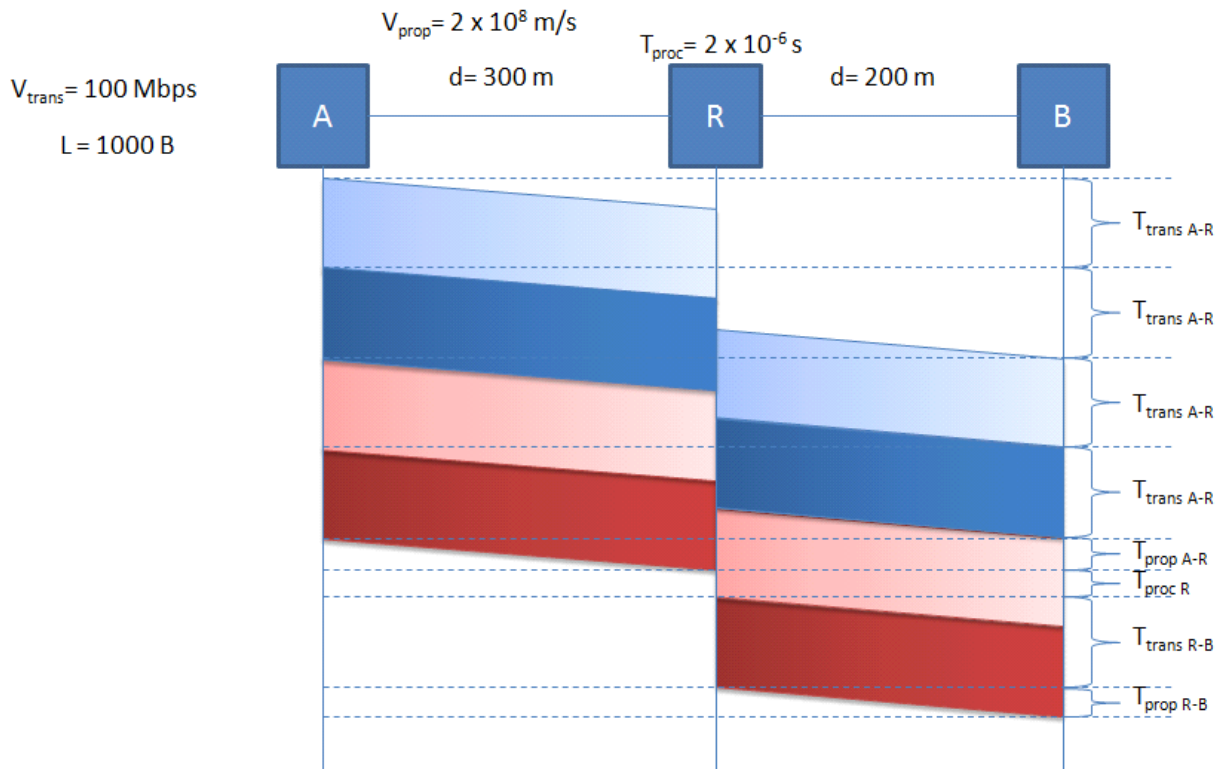 V_prop= 2 x 10^8 m/s
T_proc= 2 x 10^-6 s
V_trans= 100 Mbps
d= 300 m
d= 200 m
L = 1000 B
A
R
B
T_trans A-R
T_trans A-R
T_trans A-R
T_trans A-R
T_prop A-R
T_proc R
T_trans R-B
T_prop R-B